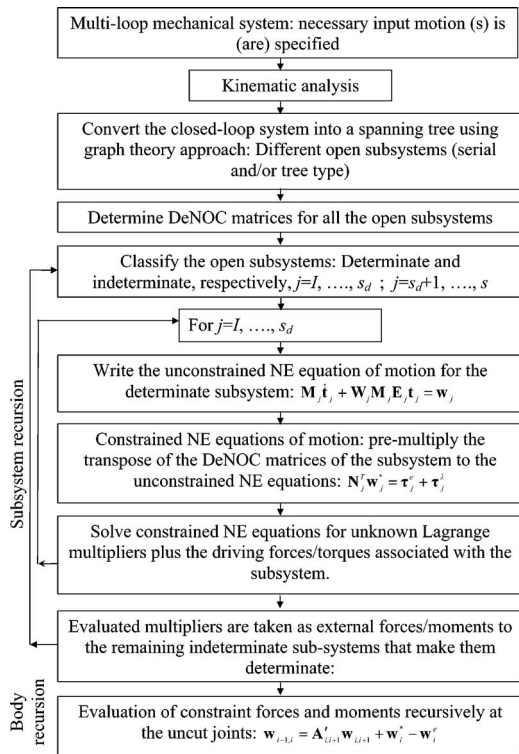 Multi-loop mechanical system: necessary input motion (s) is
(are) specified
Kinematic analysis
Convert the closed-loop system into a spanning tree using
graph theory approach: Different open subsystems (serial
and/or tree type)
Determine DeNOC matrices for all the open subsystems
Classify the open subsystems: Determinate and
indeterminate, respectively, j=I, …., s_d ; j=s_d+1, …., s
For j=I, …., s_d
Write the unconstrained NE equation of motion for the
determinate subsystem: M_j ṫ_j + W_j M_j E_j t_j = w_j
Constrained NE equations of motion: pre-multiply the
transpose of the DeNOC matrices of the subsystem to the
unconstrained NE equations: N_j^T w_j^* = τ_j^e + τ_j^λ
Solve constrained NE equations for unknown Lagrange
multipliers plus the driving forces/torques associated with the
subsystem.
Evaluated multipliers are taken as external forces/moments to
the remaining indeterminate sub-systems that make them
determinate:
Evaluation of constraint forces and moments recursively at
the uncut joints: w_{i-1,i} = A'_{i,i+1} w_{i,i+1} + w_i^* − w_i^e
Subsystem recursion
Body
recursion